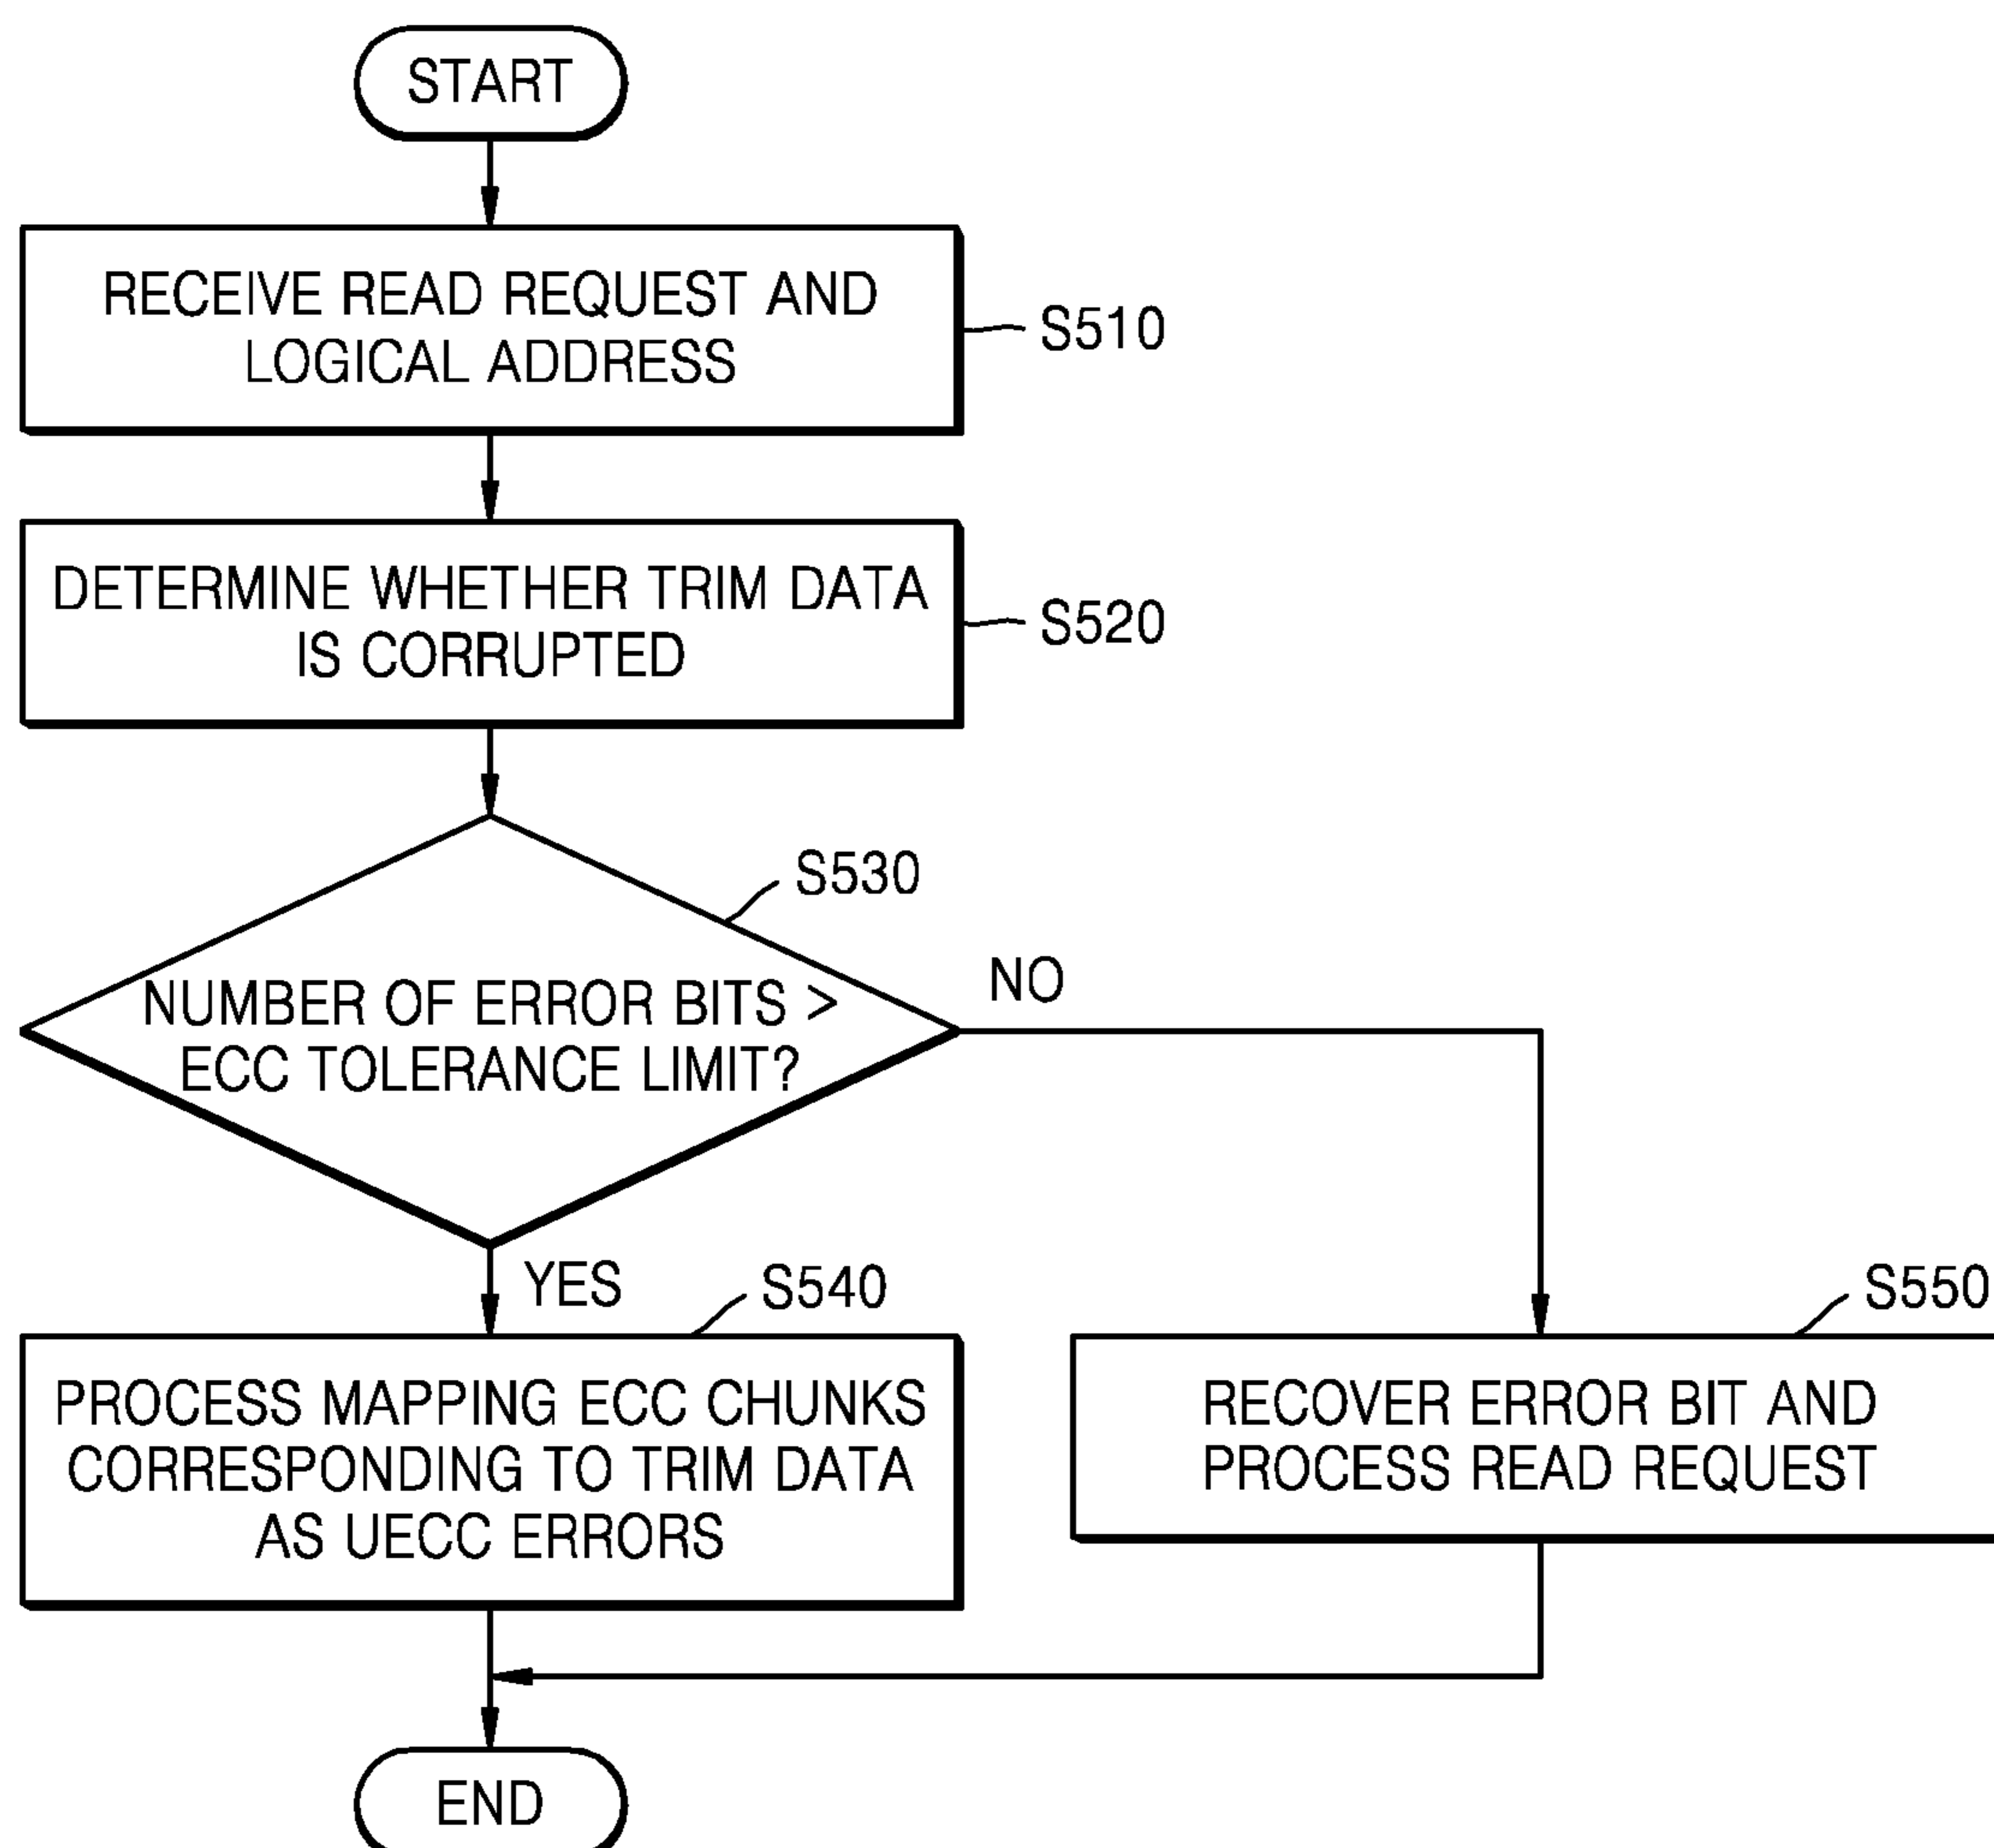 START
RECEIVE READ REQUEST AND
LOGICAL ADDRESS
S510
DETERMINE WHETHER TRIM DATA
IS CORRUPTED
S520
S530
NUMBER OF ERROR BITS >
ECC TOLERANCE LIMIT?
NO
YES
S540
PROCESS MAPPING ECC CHUNKS
CORRESPONDING TO TRIM DATA
AS UECC ERRORS
S550
RECOVER ERROR BIT AND
PROCESS READ REQUEST
END